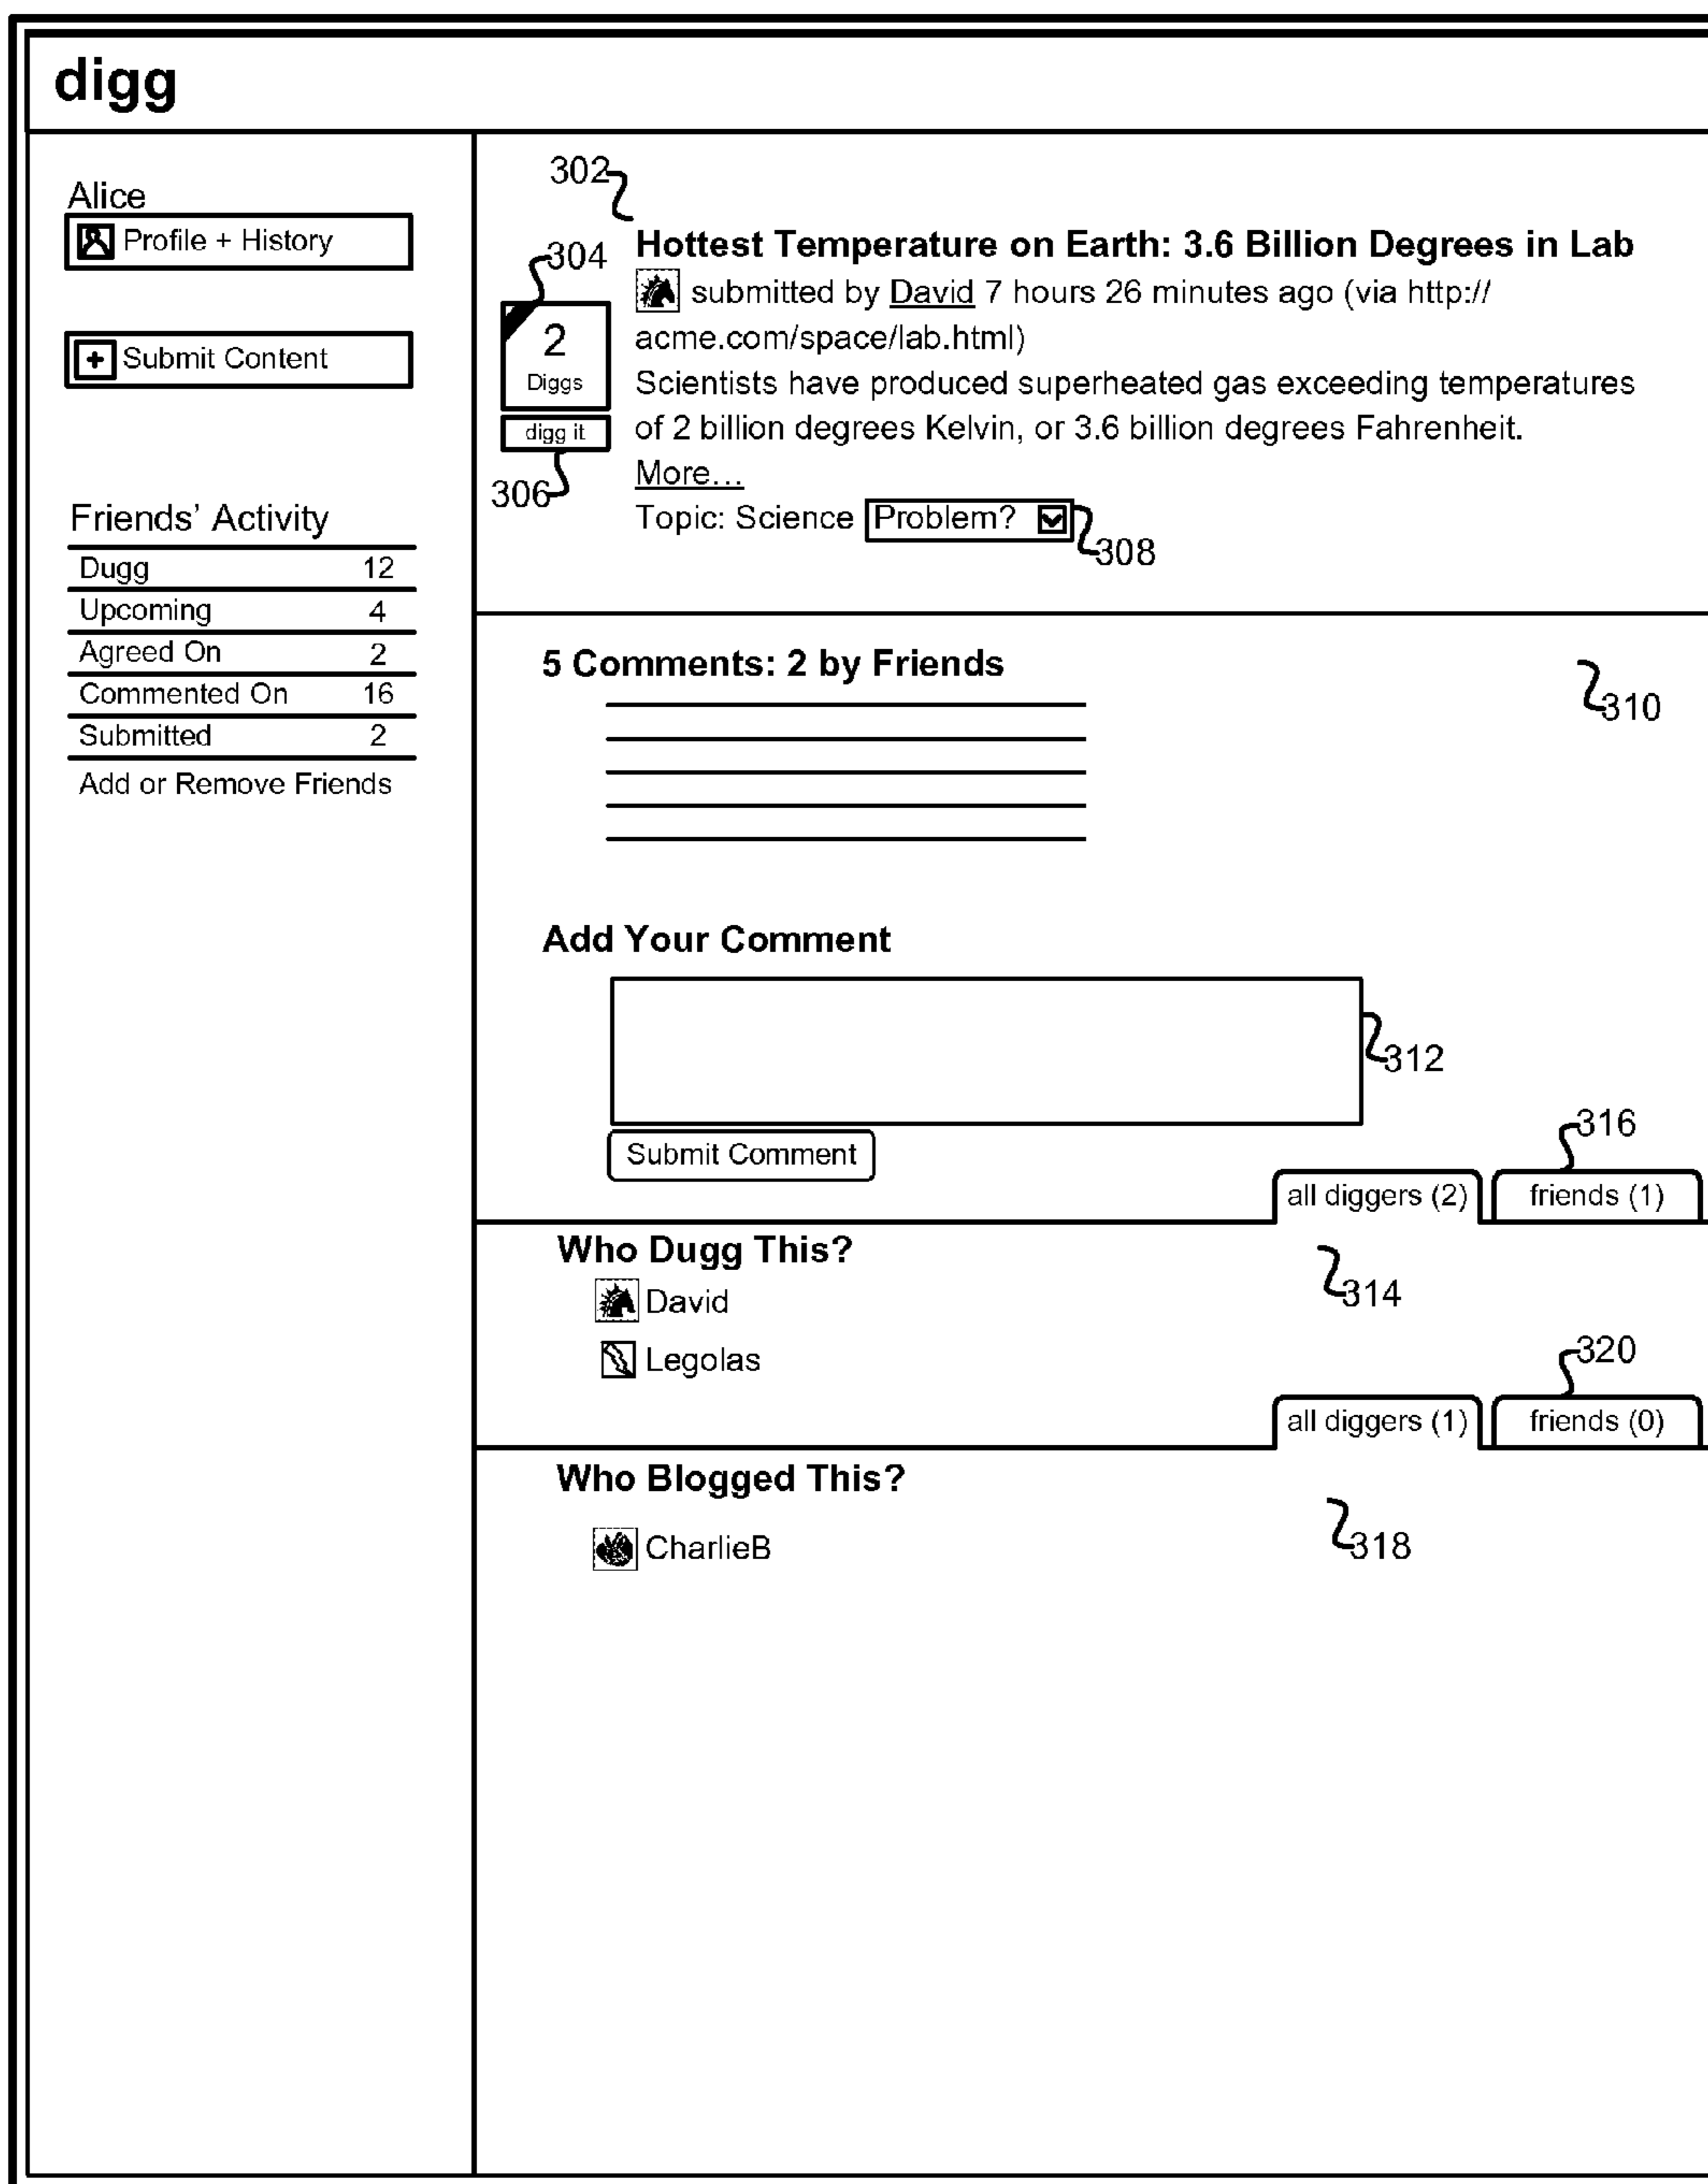 digg
Alice
Profile + History
+ Submit Content
Friends’ Activity
Dugg 12
Upcoming 4
Agreed On 2
Commented On 16
Submitted 2
Add or Remove Friends
302
304
Hottest Temperature on Earth: 3.6 Billion Degrees in Lab
submitted by David 7 hours 26 minutes ago (via http://
acme.com/space/lab.html)
2
Diggs
digg it
306
Scientists have produced superheated gas exceeding temperatures
of 2 billion degrees Kelvin, or 3.6 billion degrees Fahrenheit.
More...
Topic: Science Problem?
308
5 Comments: 2 by Friends
310
Add Your Comment
312
Submit Comment
316
all diggers (2) friends (1)
Who Dugg This?
314
David
Legolas
320
all diggers (1) friends (0)
Who Blogged This?
318
CharlieB